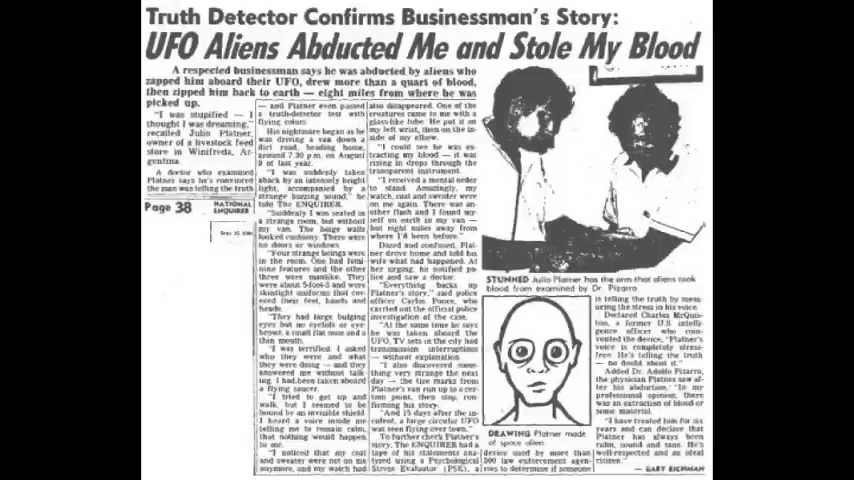 Truth Detector Confirms Businessman's Story:
UFO Aliens Abducted Me and Stole My Blood
A respected businessman says he was abducted by aliens who
zapped him aboard their UFO, drew more than a quart of blood,
then zipped him back to earth — eight miles from where he was
picked up.
"I was stupified — I
thought I was dreaming,"
recalled Julio Platner,
owner of a livestock feed
store in Winifreda, Ar-
gentina.
A doctor who examined
Platner says he's convinced
the man was telling the truth
Page 38
NATIONAL
ENQUIRER
— and Platner even passed
a truth-detector test with
flying colors.
His nightmare began as he
was driving a van down a
dirt road, heading home,
around 7:30 p.m. on August
9 of last year.
"I was suddenly taken
aback by an intensely bright
light, accompanied by a
strange buzzing sound," he
told The ENQUIRER.
"Suddenly I was seated in
a strange room, but without
my van. The beige walls
looked cushiony. There were
no doors or windows.
"Four strange beings were
in the room. One had femi-
nine features and the other
three were manlike. They
were about 5-foot-8 and wore
skintight uniforms that cov-
ered their feet, hands and
heads.
"They had large bulging
eyes but no eyelids or eye-
brows, a small flat nose and a
thin mouth.
"I was terrified. I asked
who they were and what
they were doing — and they
answered me without talk-
ing. I had been taken aboard
a flying saucer.
"I tried to get up and
walk, but I seemed to be
bound by an invisible shield.
I heard a voice inside me
telling me to remain calm,
that nothing would happen
to me.
"I noticed that my coat
and sweater were not on me
anymore, and my watch had
also disappeared. One of the
creatures came to me with a
glass-like tube. He put it on
my left wrist, then on the in-
side of my elbow.
"I could see he was ex-
tracting my blood — it was
rising in drops through the
transparent instrument.
"I received a mental order
to stand. Amazingly, my
watch, coat and sweater were
on me again. There was an-
other flash and I found my-
self on earth in my van —
but eight miles away from
where I'd been before."
Dazed and confused, Plat-
ner drove home and told his
wife what had happened. At
her urging, he notified po-
lice and saw a doctor.
"Everything backs up
Platner's story," said police
officer Carlos Ponce, who
carried out the official police
investigation of the case.
"At the same time he says
he was taken aboard the
UFO, TV sets in the city had
transmission interruptions
— without explanation.
"I also discovered some-
thing very strange the next
day — the tire marks from
Platner's van run up to a cer-
tain point, then stop, con-
firming his story.
"And 15 days after the in-
cident, a large circular UFO
was seen flying over town."
To further check Platner's
story, The ENQUIRER had a
tape of his statements ana-
lyzed using a Psychological
Stress Evaluator (PSE), a
STUNNED Julio Platner has the arm that aliens took
blood from examined by Dr. Pizarro.
DRAWING Platner made
of space alien
device used by more than
300 law enforcement agen-
cies to determine if someone
is telling the truth by meas-
uring the stress in his voice.
Declared Charles McQuis-
ton, a former U.S. intelli-
gence officer who coin-
vented the device, "Platner's
voice is completely stress-
free. He's telling the truth
— no doubt about it."
Added Dr. Adolfo Pizarro,
the physician Platner saw af-
ter his abduction, "In my
professional opinion, there
was an extraction of blood or
some material.
"I have treated him for six
years and can declare that
Platner has always been
calm, sound and sane. He's
well-respected and an ideal
citizen."
— GARY RICHMAN